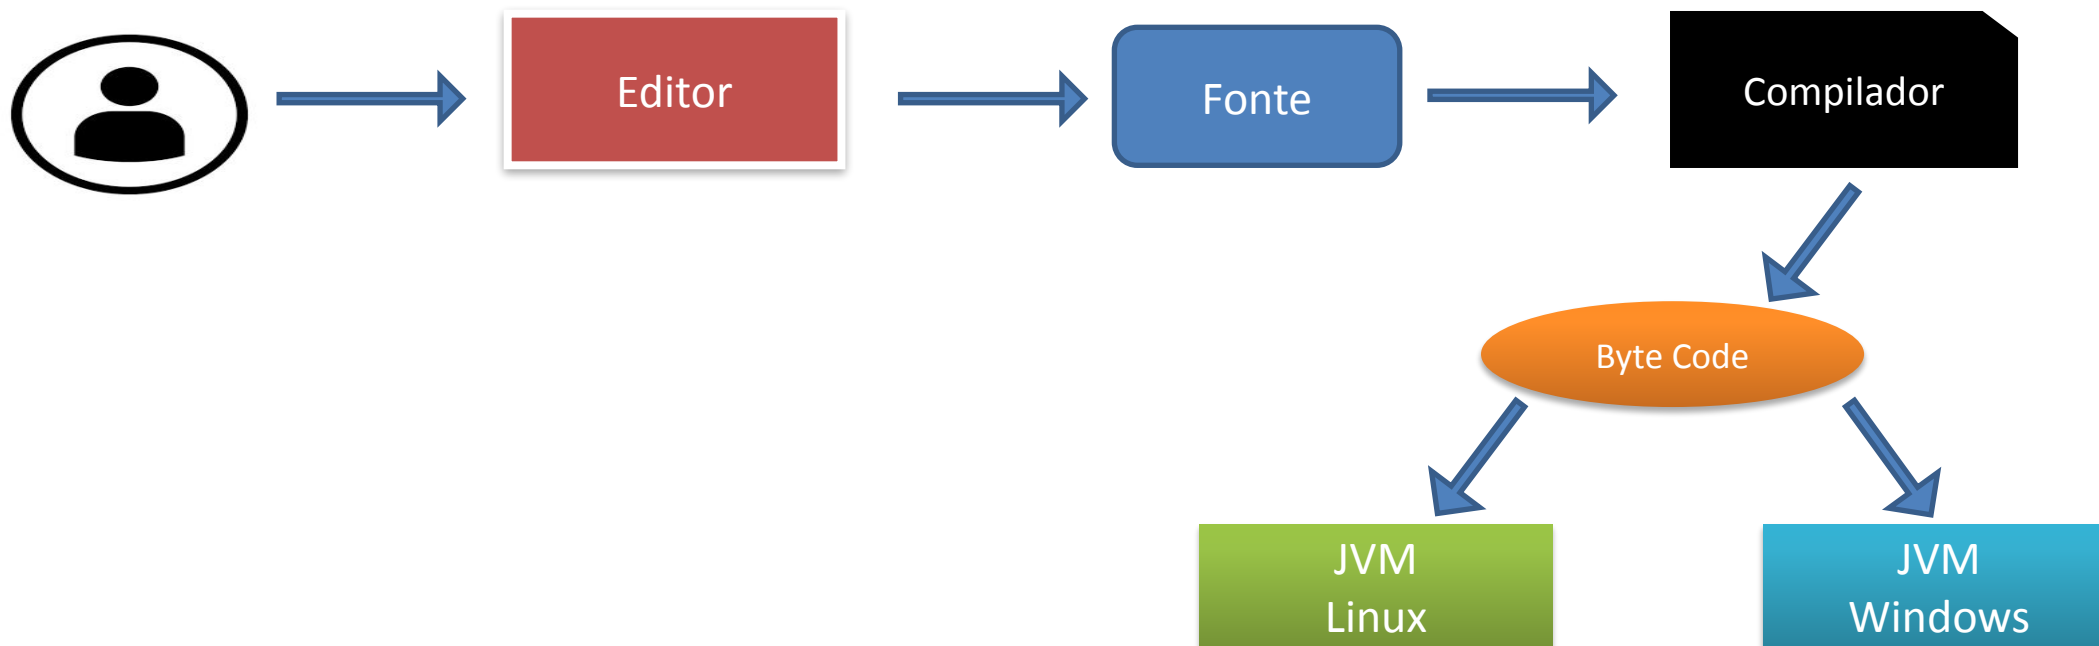 Editor
Fonte
Compilador
Byte Code
JVM
Linux
JVM
Windows